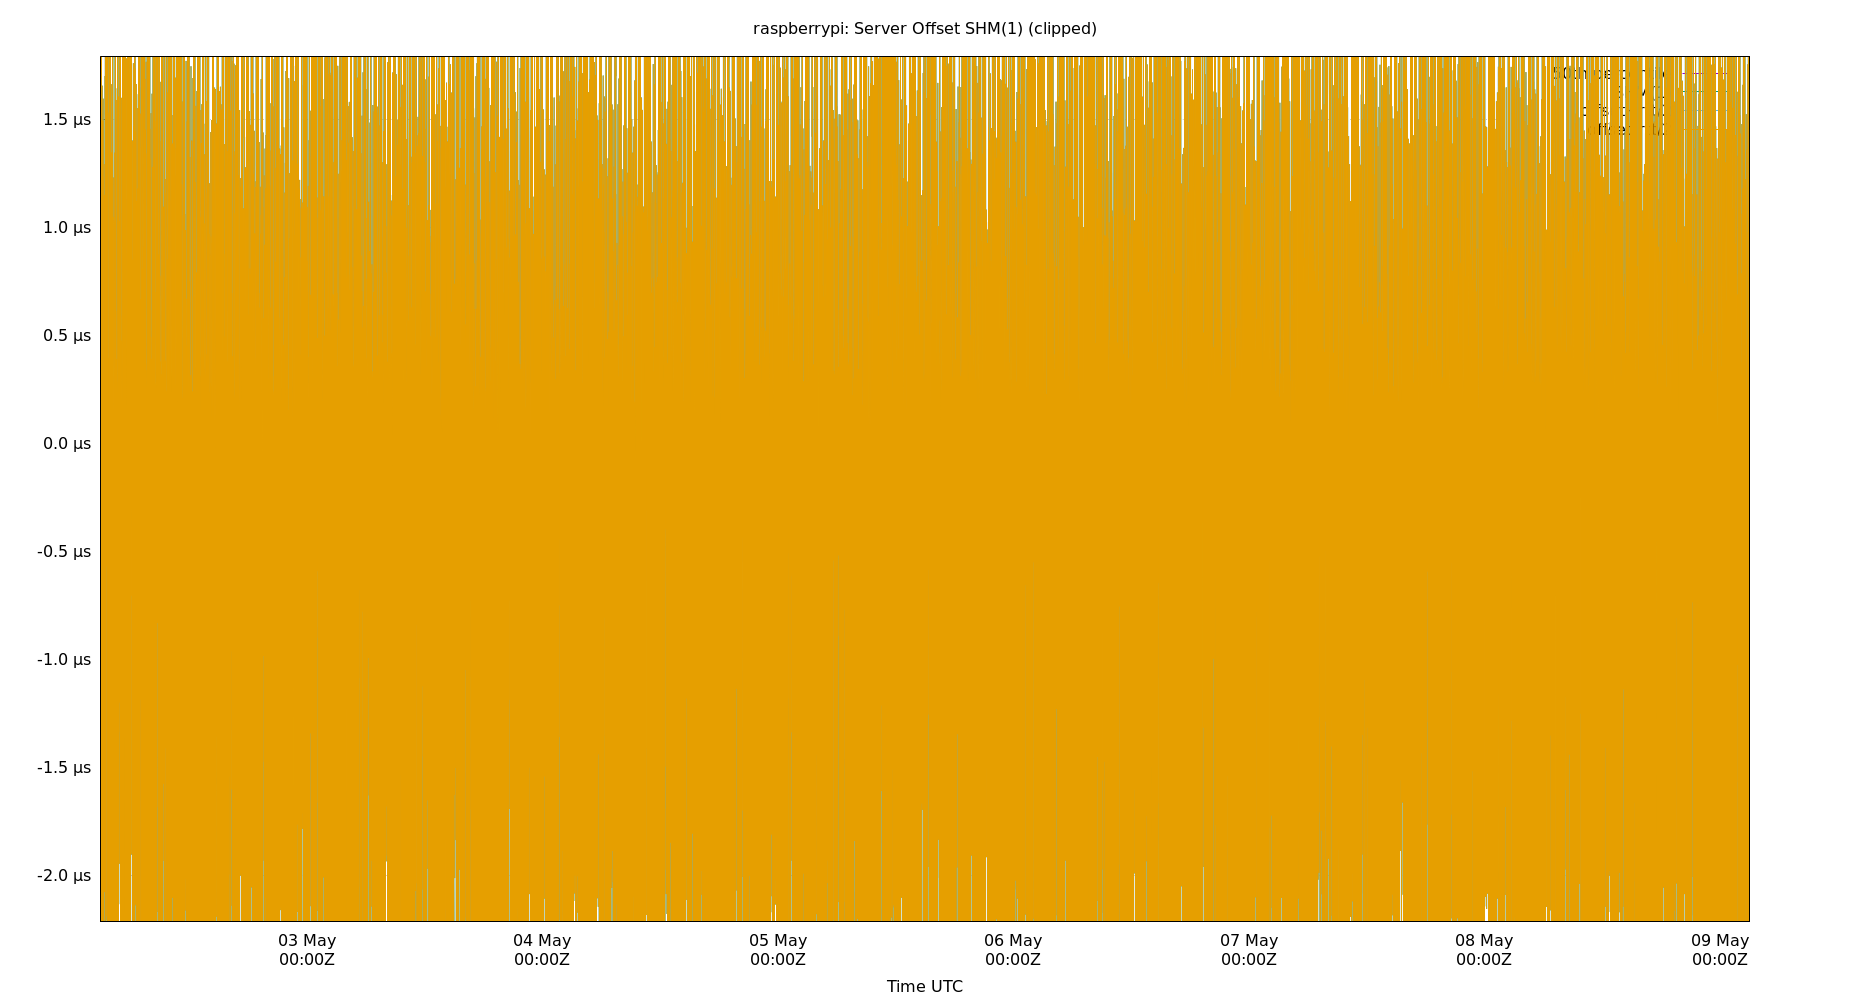 raspberrypi: Server Offset SHM(1) (clipped)
1.5 µs
1.0 µs
0.5 µs
0.0 µs
-0.5 µs
-1.0 µs
-1.5 µs
-2.0 µs
03 May 04 May 05 May 06 May 07 May 08 May 09 May
00:00Z 00:00Z 00:00Z 00:00Z 00:00Z 00:00Z 00:00Z
Time UTC